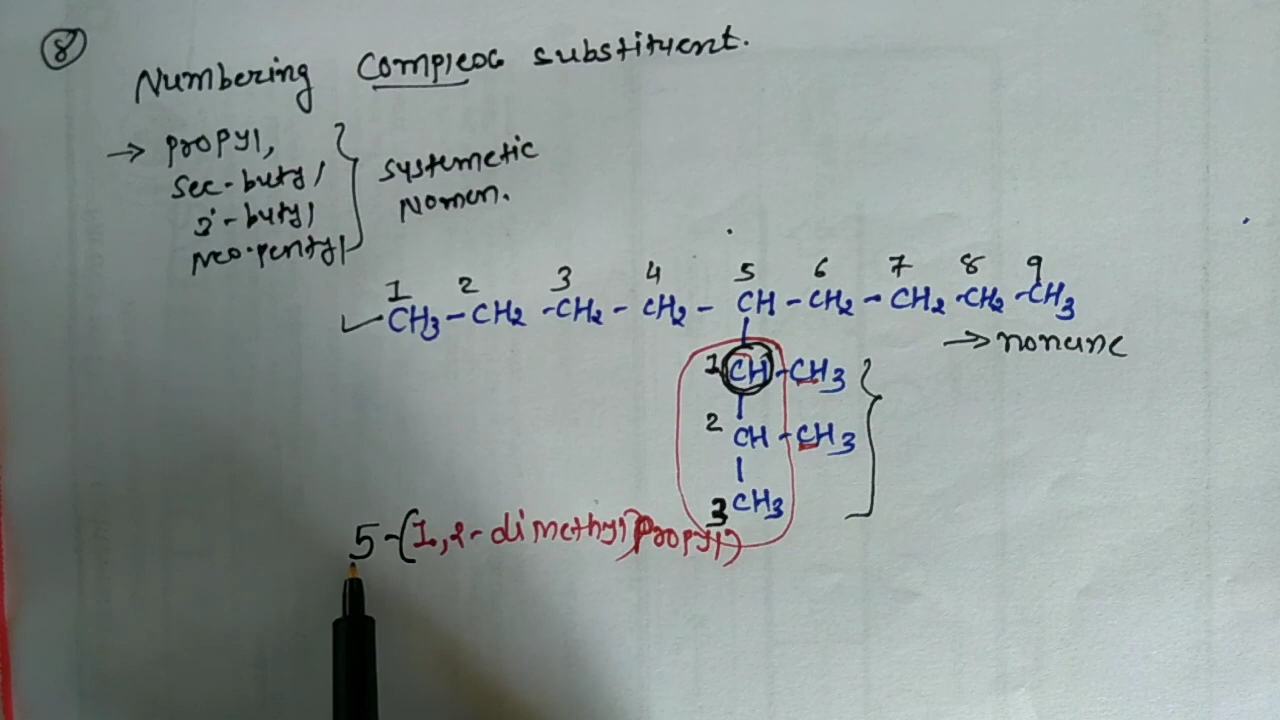 8
Numbering Complex substituent.
→ propyl,
sec-butyl
3°-butyl
neo-pentyl
systemetic
Nomen.
1 2 3 4 5 6 7 8 9
CH3 - CH2 - CH2 - CH2 - CH - CH2 - CH2 - CH2 - CH3
→ nonane
1 CH - CH3
2 CH - CH3
3 CH3
5-(1,2-dimethyl propyl)